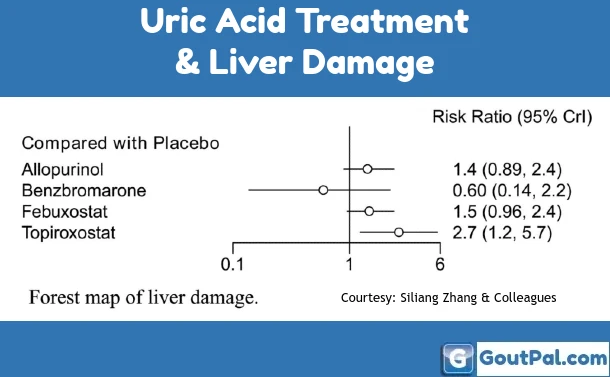 Uric Acid Treatment
& Liver Damage
Risk Ratio (95% CrI)
Compared with Placebo
Allopurinol 1.4 (0.89, 2.4)
Benzbromarone 0.60 (0.14, 2.2)
Febuxostat 1.5 (0.96, 2.4)
Topiroxostat 2.7 (1.2, 5.7)
0.1 1 6
Forest map of liver damage. Courtesy: Siliang Zhang & Colleagues
G GoutPal.com